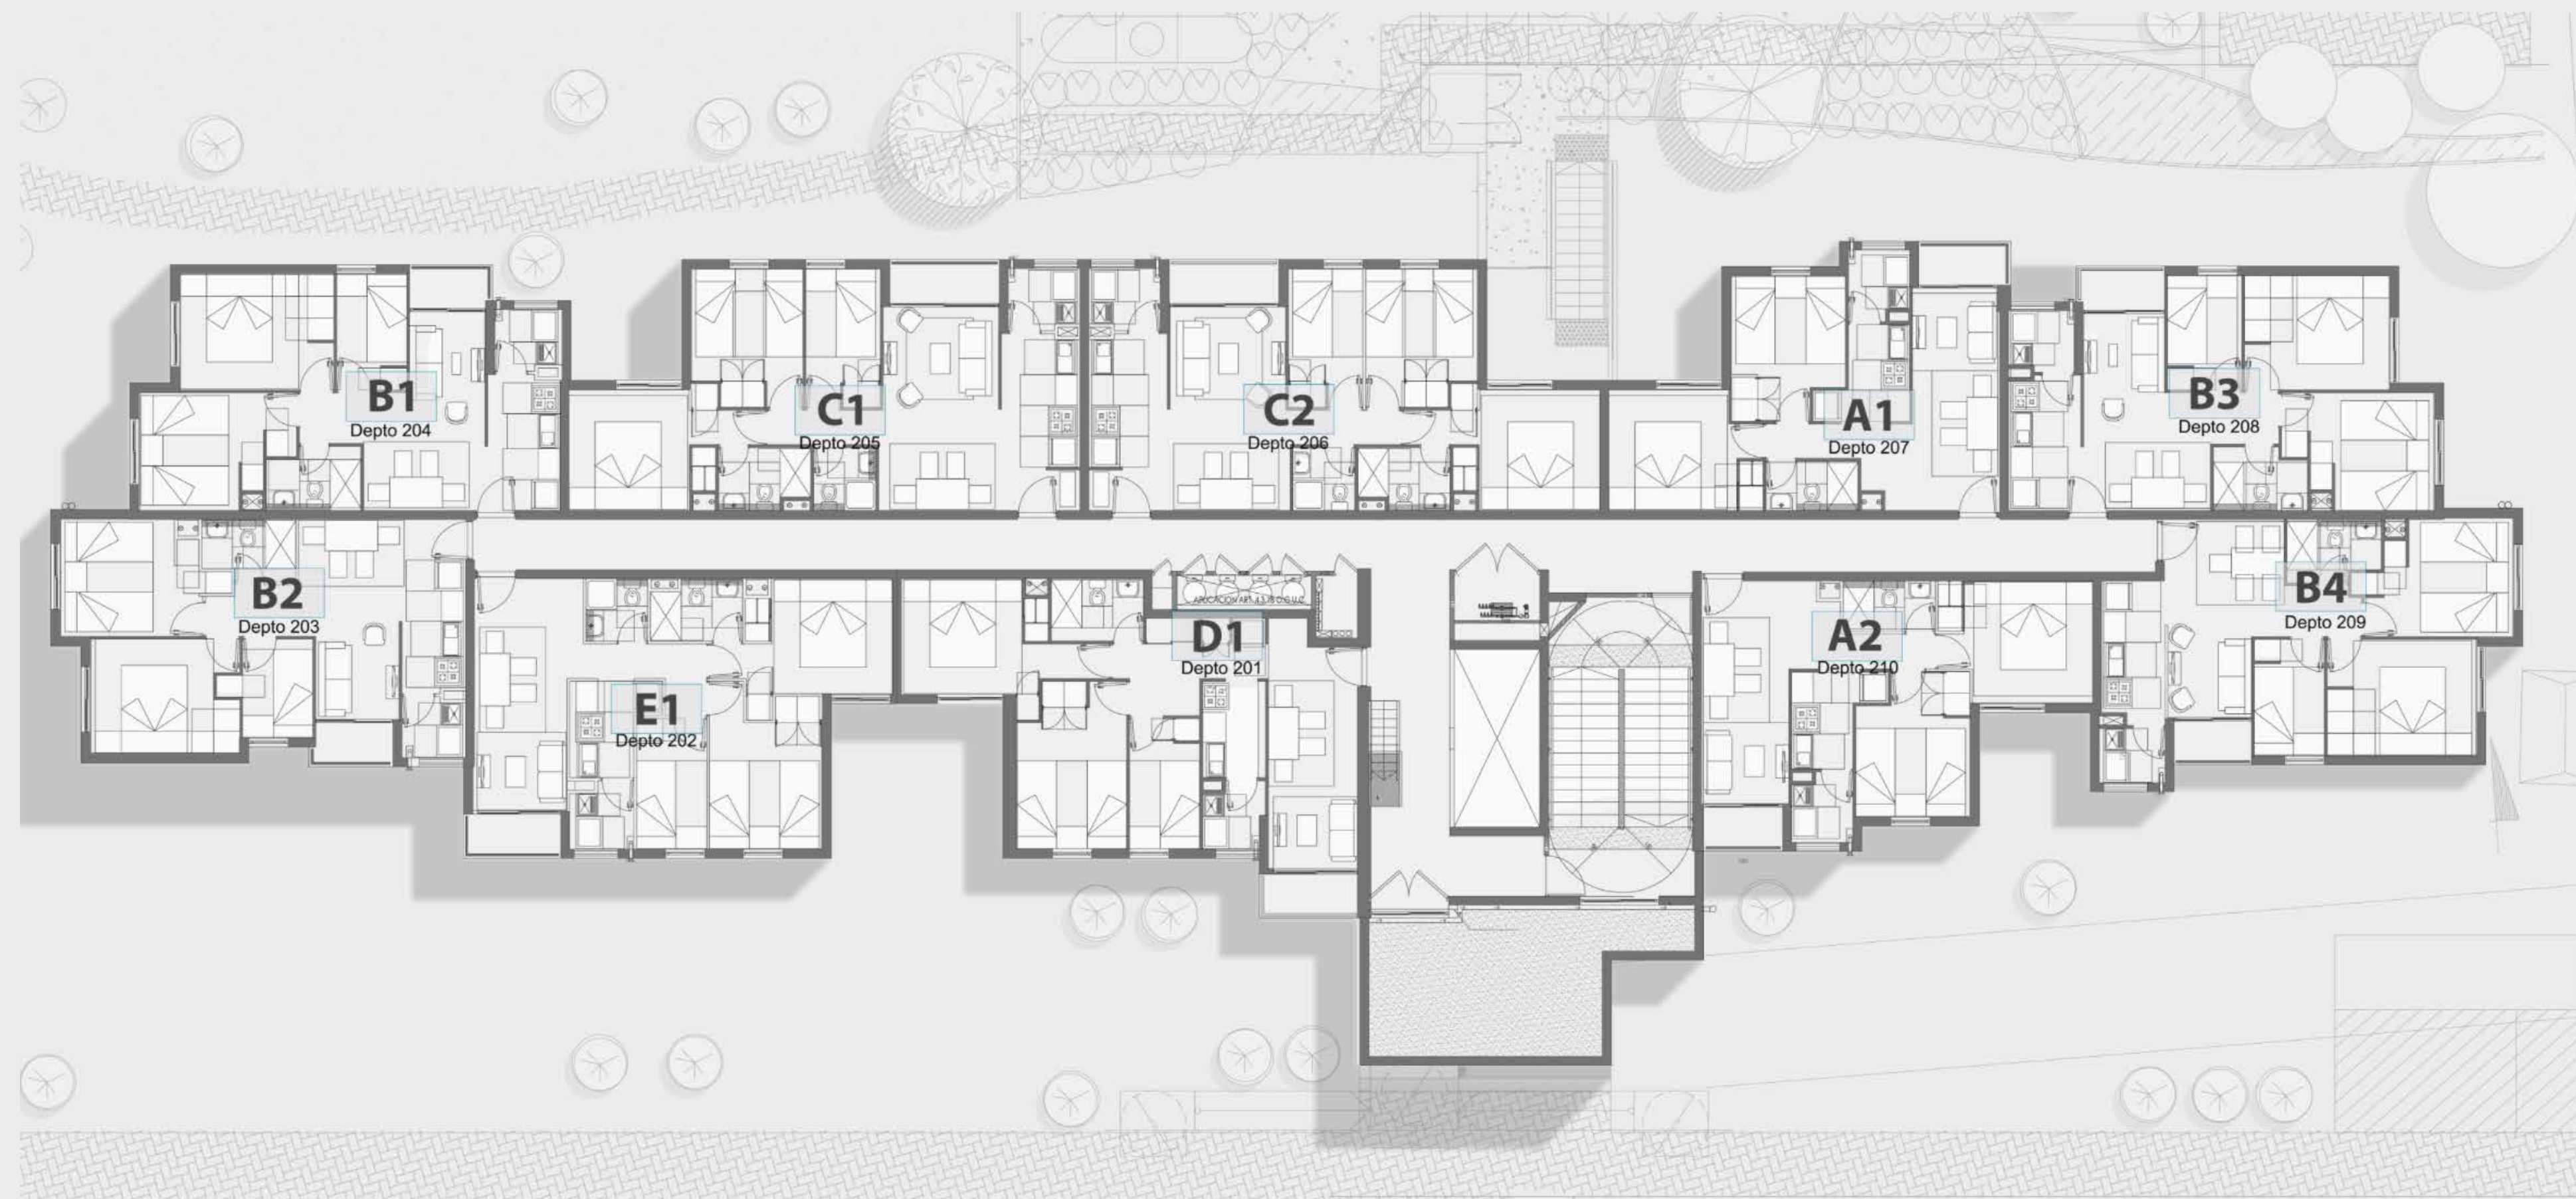 B1
Depto 204
C1
Depto 205
C2
Depto 206
A1
Depto 207
B3
Depto 208
B2
Depto 203
E1
Depto 202
D1
Depto 201
A2
Depto 210
B4
Depto 209